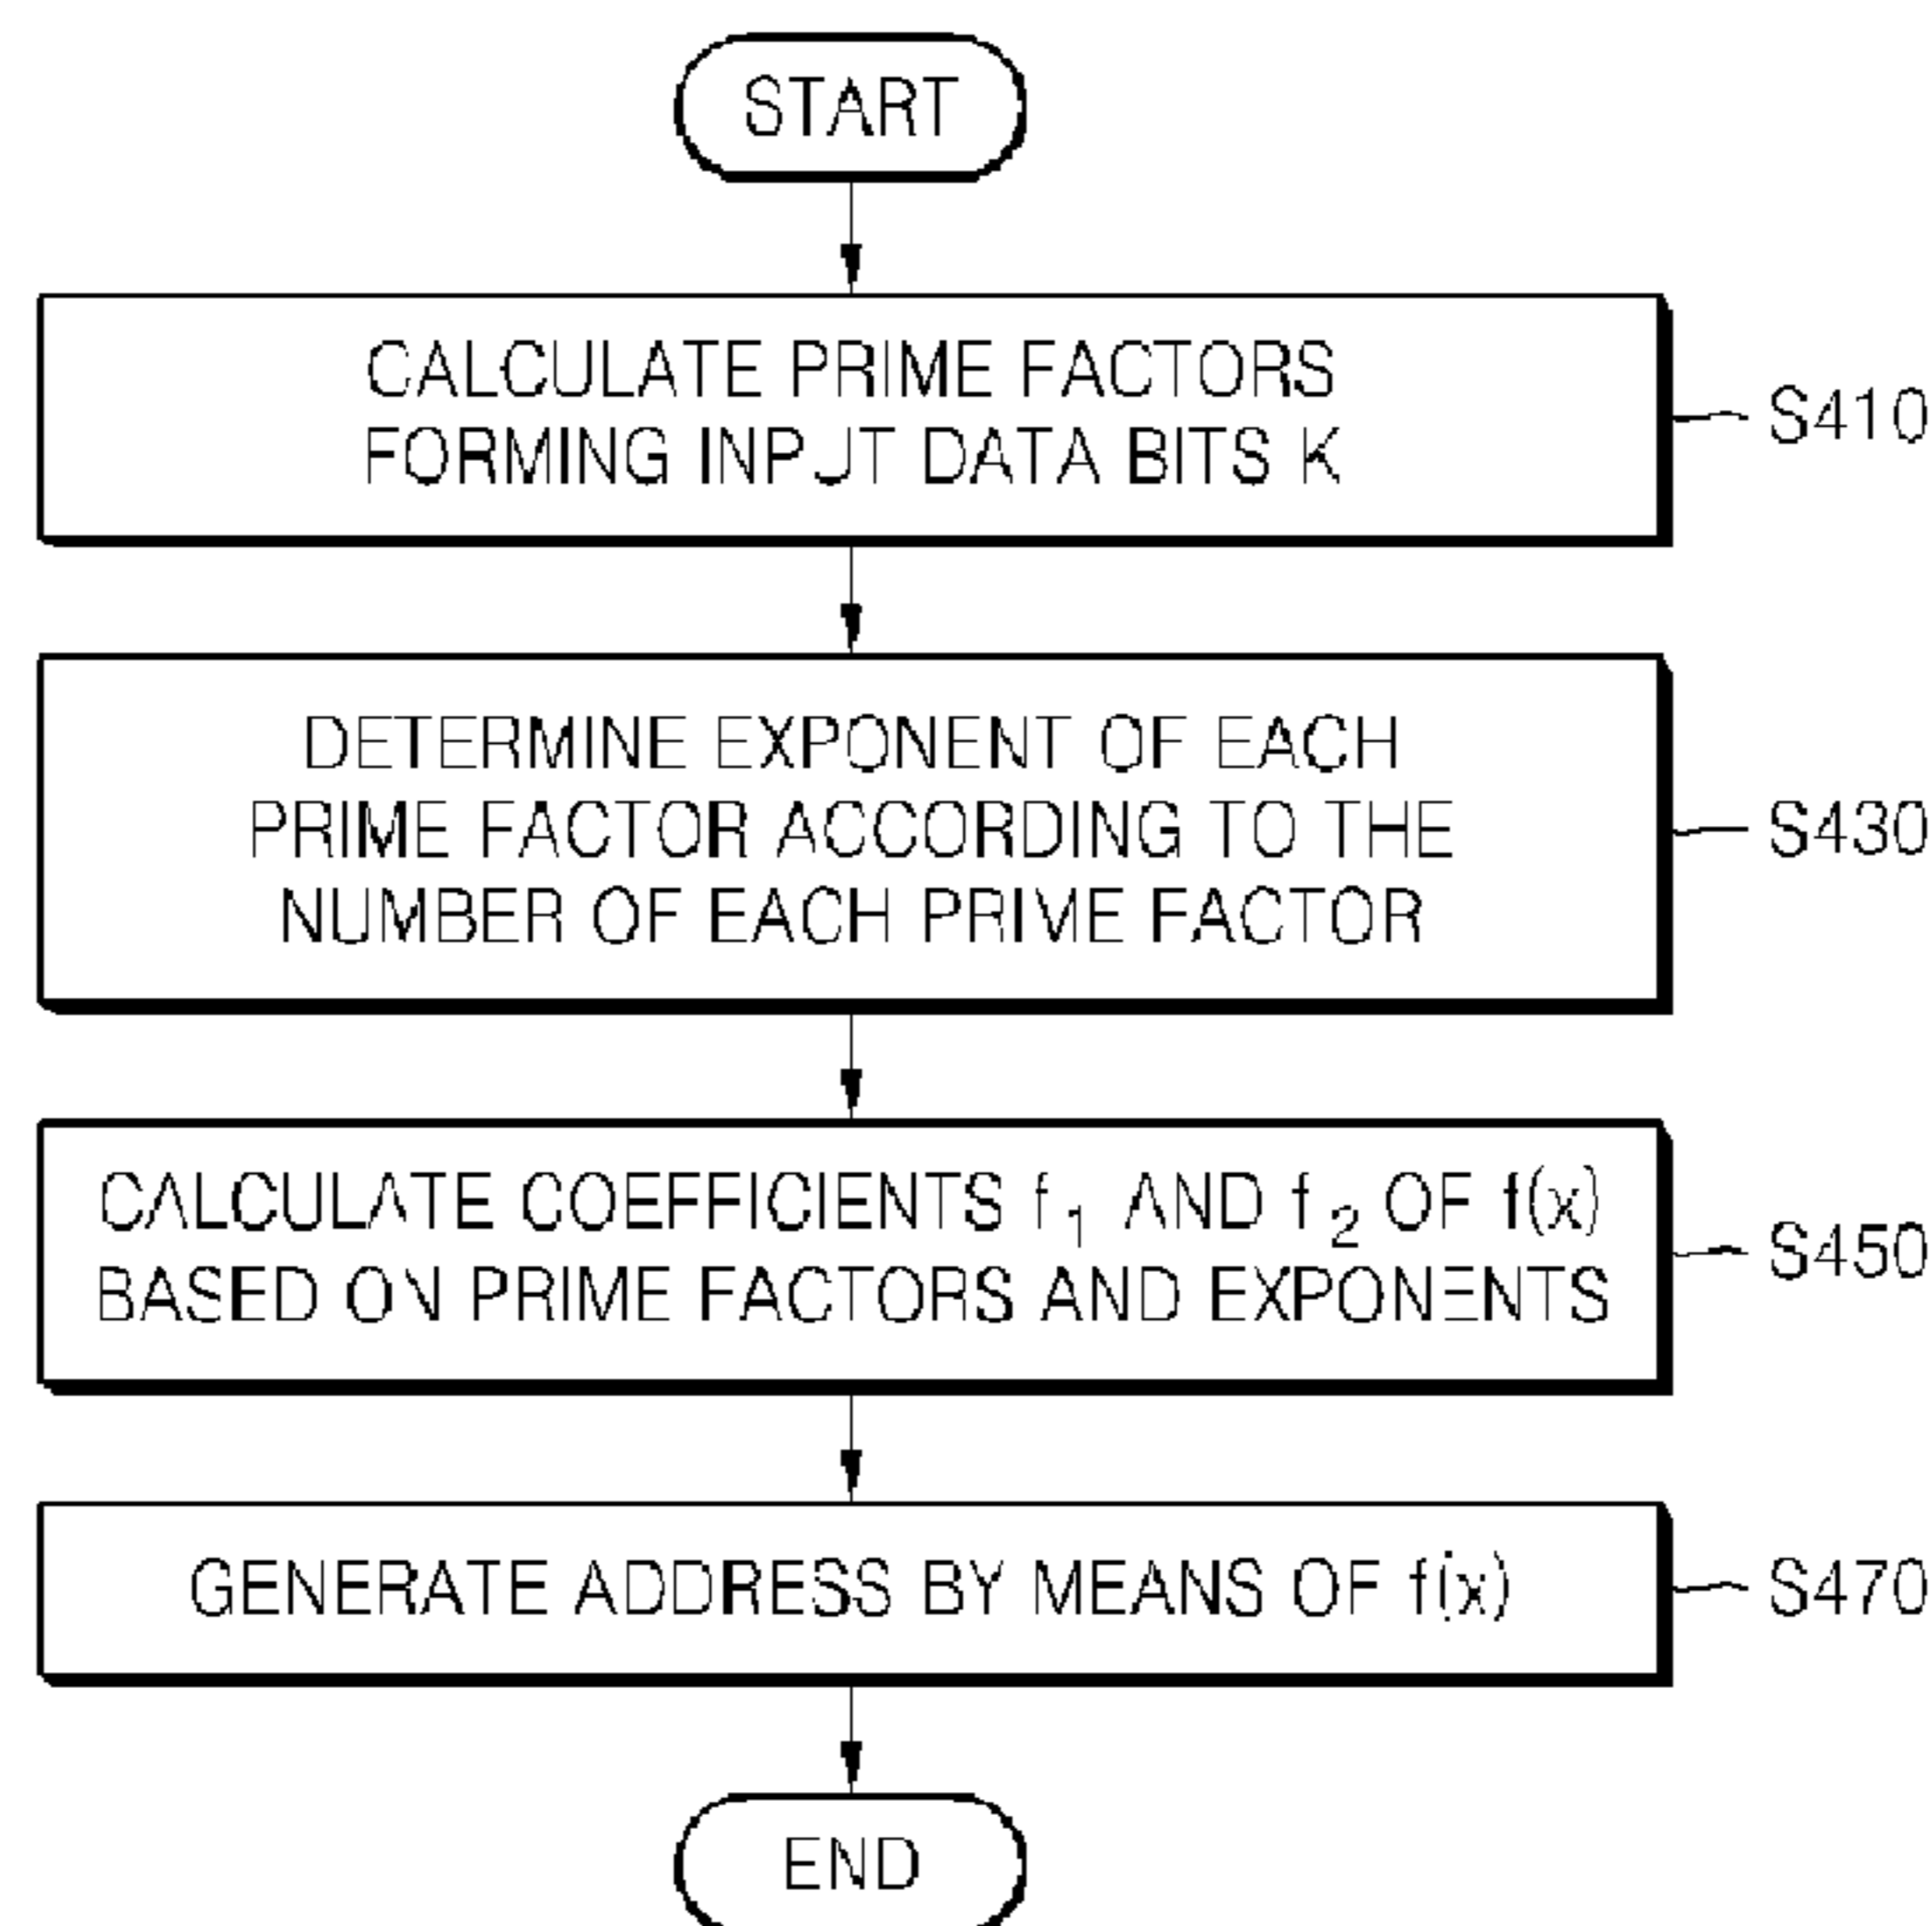 START
CALCULATE PRIME FACTORS
FORMING INPUT DATA BITS K
S410
DETERMINE EXPONENT OF EACH
PRIME FACTOR ACCORDING TO THE
NUMBER OF EACH PRIME FACTOR
S430
CALCULATE COEFFICIENTS f₁ AND f₂ OF f(x)
BASED ON PRIME FACTORS AND EXPONENTS
S450
GENERATE ADDRESS BY MEANS OF f(x)
S470
END